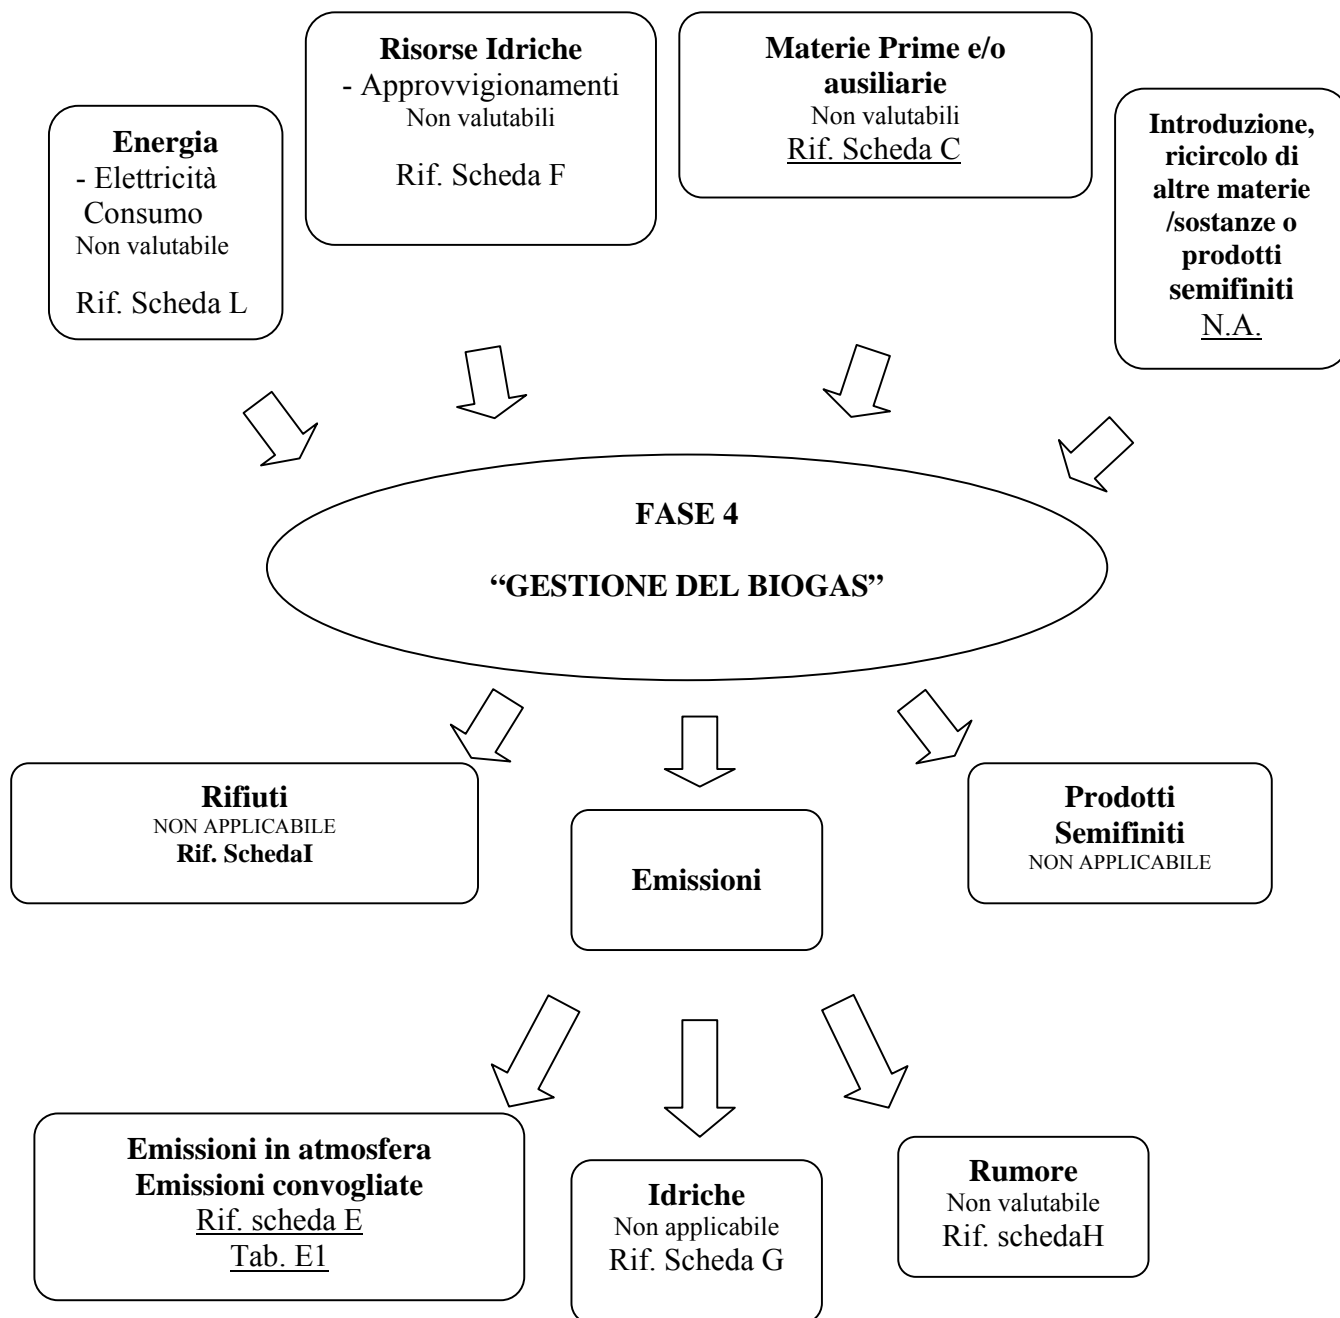 Energia
- Elettricità
Consumo
Non valutabile
Rif. Scheda L
Risorse Idriche
- Approvvigionamenti
Non valutabili
Rif. Scheda F
Materie Prime e/o
ausiliarie
Non valutabili
Rif. Scheda C
Introduzione,
ricircolo di
altre materie
/sostanze o
prodotti
semifiniti
N.A.
FASE 4
“GESTIONE DEL BIOGAS”
Rifiuti
NON APPLICABILE
Rif. SchedaI
Emissioni
Prodotti
Semifiniti
NON APPLICABILE
Emissioni in atmosfera
Emissioni convogliate
Rif. scheda E
Tab. E1
Idriche
Non applicabile
Rif. Scheda G
Rumore
Non valutabile
Rif. schedaH